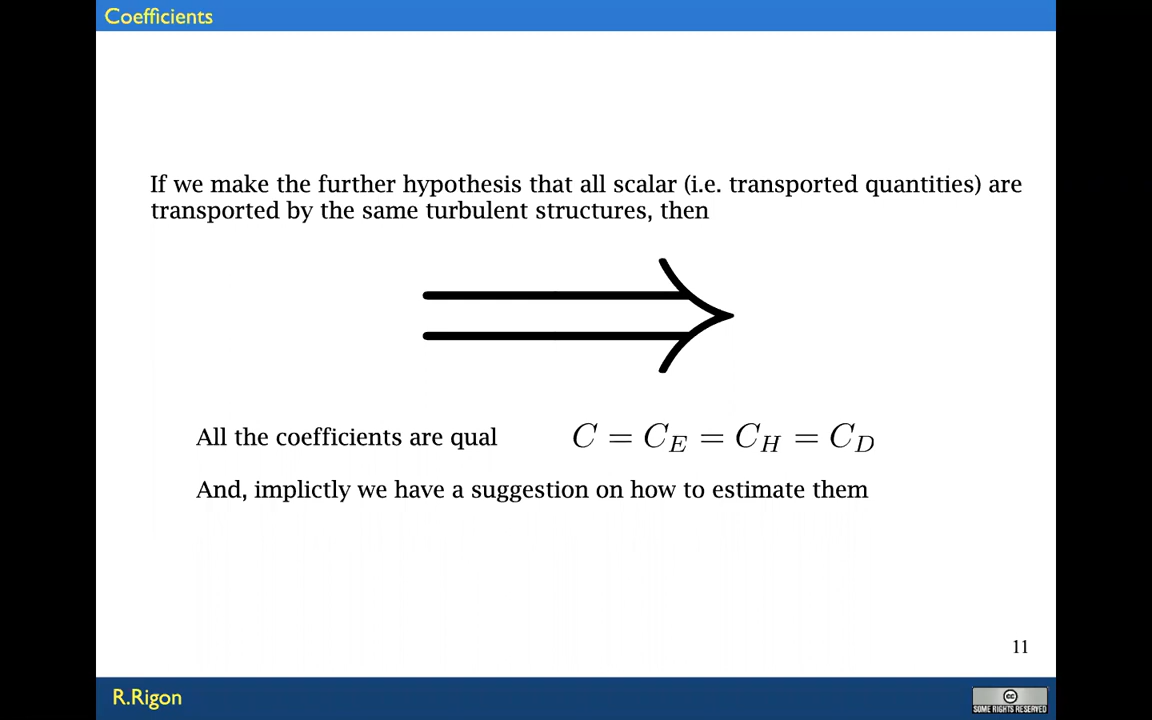 Coefficients
If we make the further hypothesis that all scalar (i.e. transported quantities) are
transported by the same turbulent structures, then
All the coefficients are qual C = C_E = C_H = C_D
And, implictly we have a suggestion on how to estimate them
11
R.Rigon
cc
SOME RIGHTS RESERVED